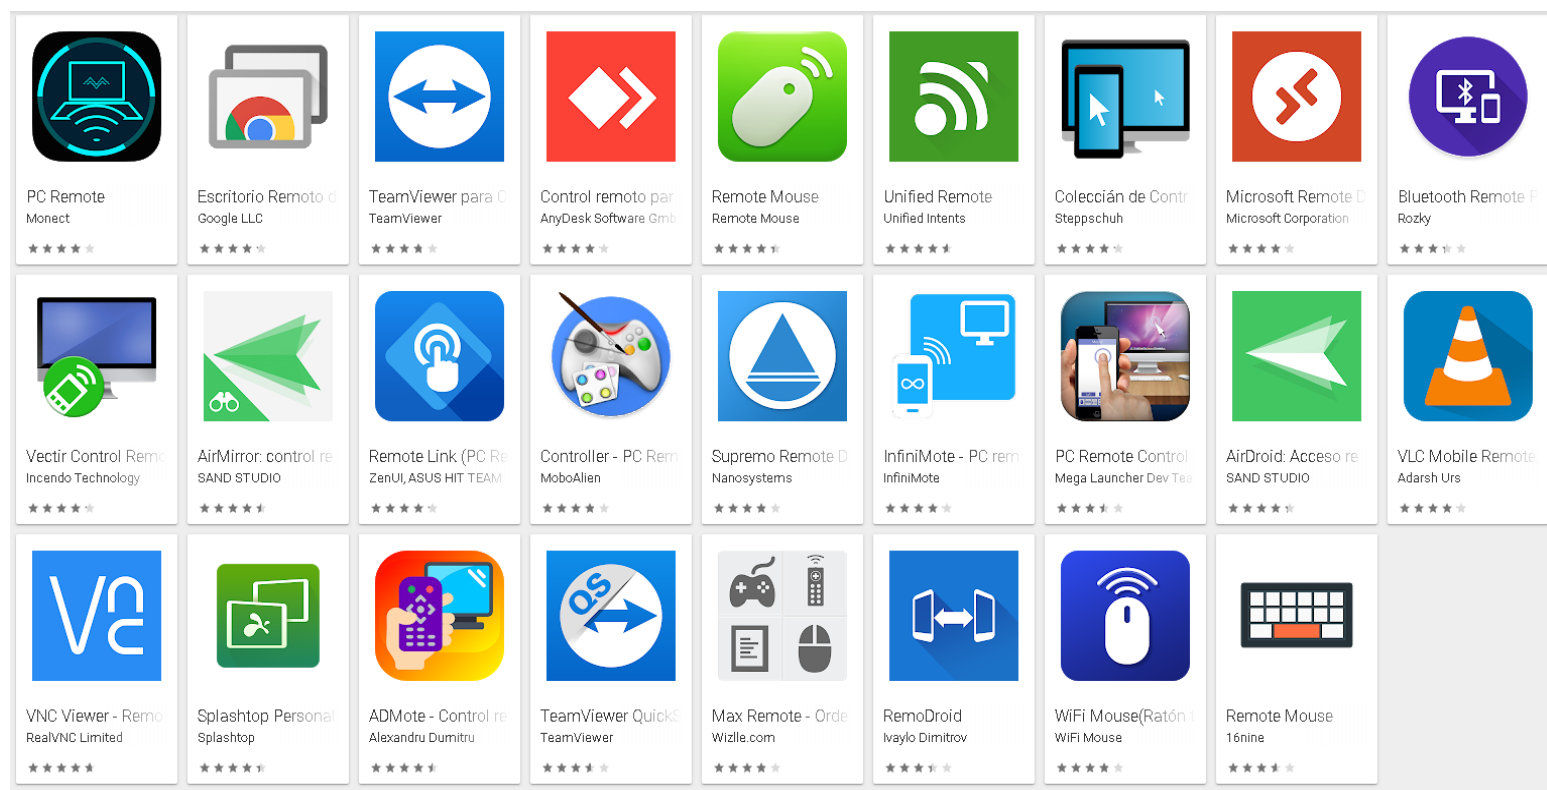 PC Remote
Monect
Escritorio Remoto d
Google LLC
TeamViewer para C
TeamViewer
Control remoto par
AnyDesk Software Gmb
Remote Mouse
Remote Mouse
Unified Remote
Unified Intents
Coleccián de Contr
Steppschuh
Microsoft Remote D
Microsoft Corporation
Bluetooth Remote P
Rozky
Vectir Control Remo
Incendo Technology
AirMirror: control re
SAND STUDIO
Remote Link (PC Re
ZenUI, ASUS HIT TEAM
Controller - PC Rem
MoboAlien
Supremo Remote D
Nanosystems
InfiniMote - PC rem
InfiniMote
PC Remote Control
Mega Launcher Dev Tea
AirDroid: Acceso re
SAND STUDIO
VLC Mobile Remote
Adarsh Urs
Vnc
QS
VNC Viewer - Remo
RealVNC Limited
Splashtop Personal
Splashtop
ADMote - Control re
Alexandru Dumitru
TeamViewer QuickS
TeamViewer
Max Remote - Orde
Wizlle.com
RemoDroid
Ivaylo Dimitrov
WiFi Mouse(Ratón t
WiFi Mouse
Remote Mouse
16nine